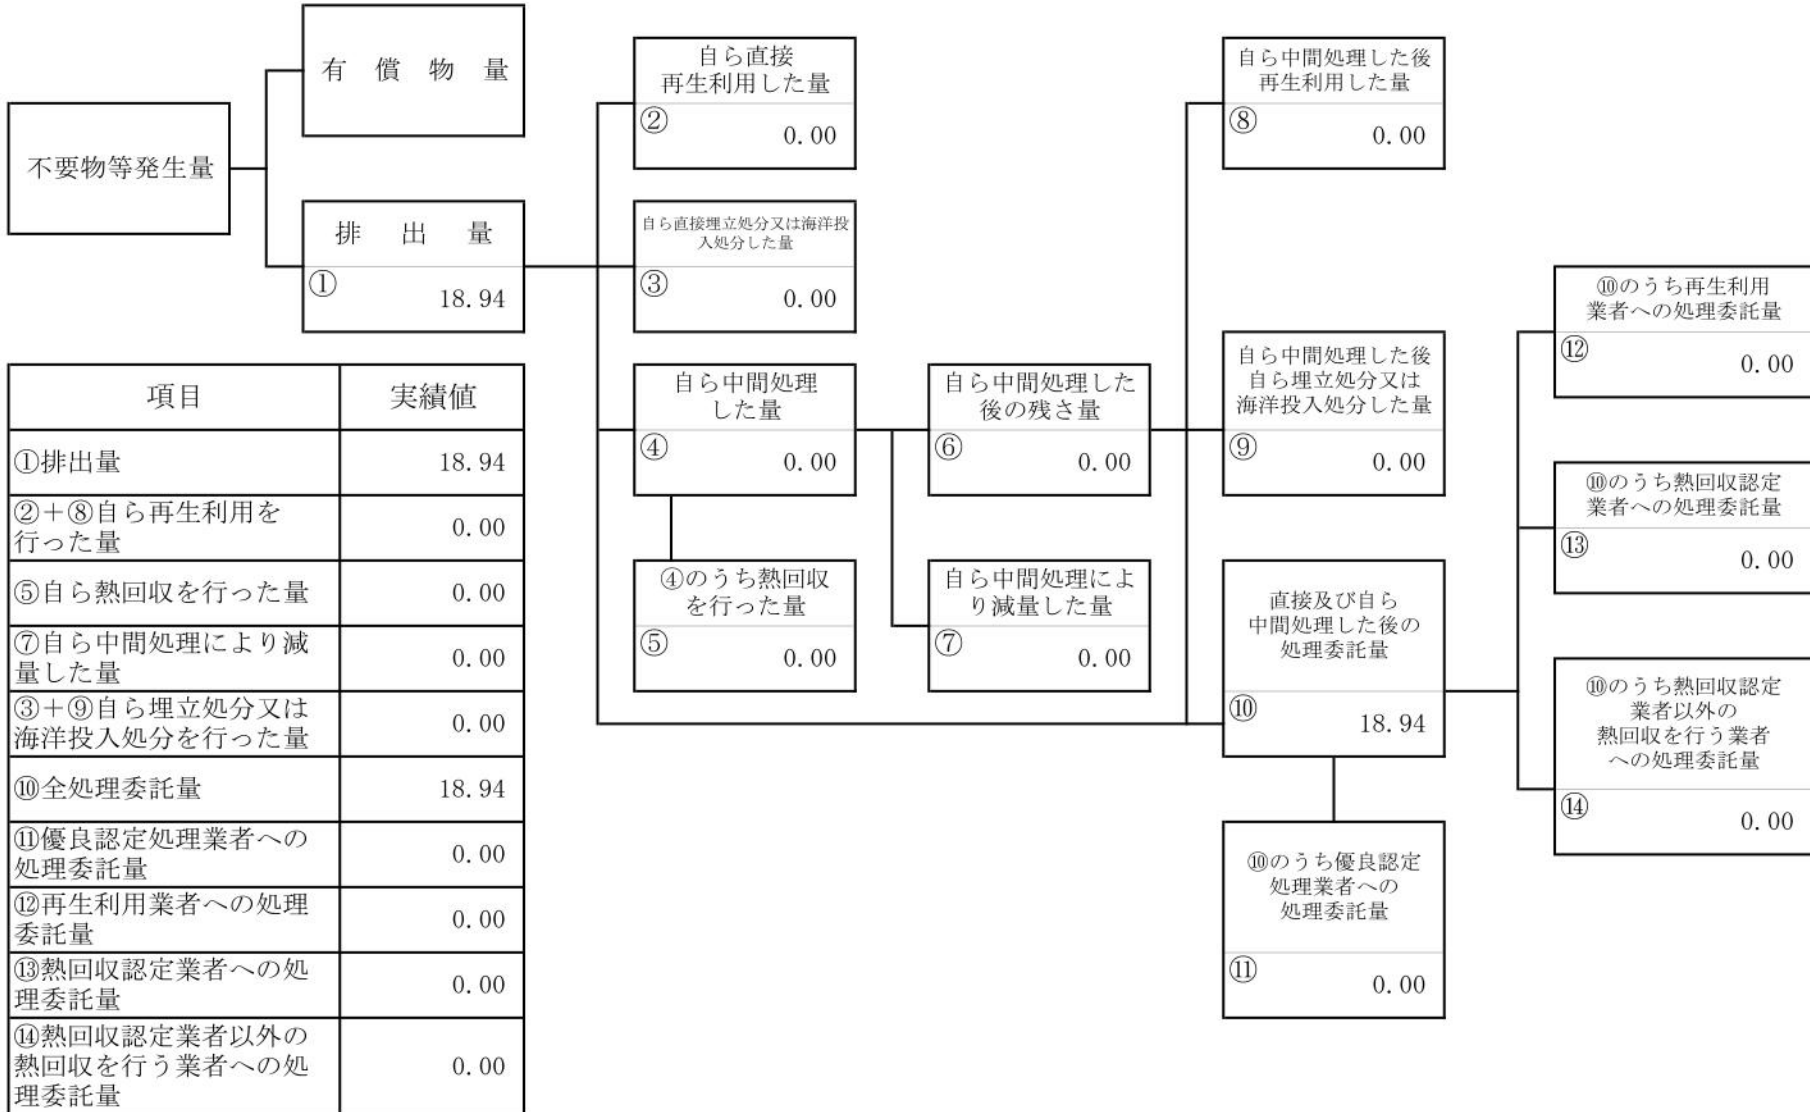 有償物量
不要物等発生量
排出量
①
18.94
自ら直接
再生利用した量
②
0.00
自ら直接埋立処分又は海洋投
入処分した量
③
0.00
自ら中間処理
した量
④
0.00
④のうち熱回収
を行った量
⑤
0.00
自ら中間処理した
後の残さ量
⑥
0.00
自ら中間処理によ
り減量した量
⑦
0.00
自ら中間処理した後
再生利用した量
⑧
0.00
自ら中間処理した後
自ら埋立処分又は
海洋投入処分した量
⑨
0.00
直接及び自ら
中間処理した後の
処理委託量
⑩
18.94
⑩のうち優良認定
処理業者への
処理委託量
⑪
0.00
⑩のうち再生利用
業者への処理委託量
⑫
0.00
⑩のうち熱回収認定
業者への処理委託量
⑬
0.00
⑩のうち熱回収認定
業者以外の
熱回収を行う業者
への処理委託量
⑭
0.00
項目 実績値
①排出量 18.94
②+⑧自ら再生利用を
行った量
0.00
⑤自ら熱回収を行った量 0.00
⑦自ら中間処理により減
量した量
0.00
③+⑨自ら埋立処分又は
海洋投入処分を行った量
0.00
⑩全処理委託量 18.94
⑪優良認定処理業者への
処理委託量
0.00
⑫再生利用業者への処理
委託量
0.00
⑬熱回収認定業者への処
理委託量
0.00
⑭熱回収認定業者以外の
熱回収を行う業者への処
理委託量
0.00